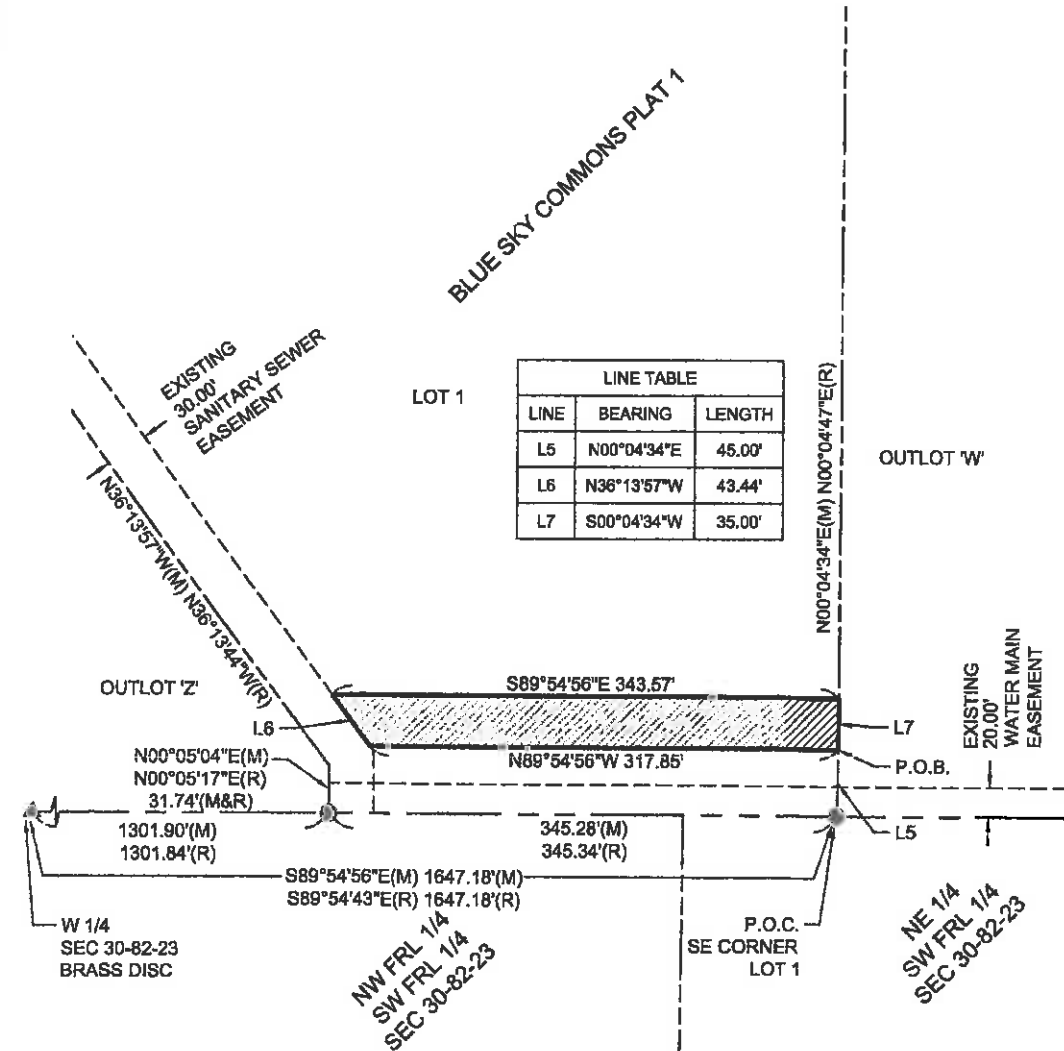 BLUE SKY COMMONS PLAT 1
EXISTING
30.00'
SANITARY SEWER
EASEMENT
LOT 1
LINE TABLE
LINE BEARING LENGTH
L5 N00°04'34"E 45.00'
L6 N36°13'57"W 43.44'
L7 S00°04'34"W 35.00'
N00°04'34"E(M) N00°04'47"E(R)
OUTLOT 'W'
N36°13'57"W(M) N36°13'44"W(R)
OUTLOT 'Z'
S89°54'56"E 343.57'
L6
L7
N89°54'56"W 317.85'
P.O.B.
EXISTING
20.00'
WATER MAIN
EASEMENT
N00°05'04"E(M)
N00°05'17"E(R)
31.74'(M&R)
L5
1301.90'(M)
1301.84'(R)
345.28'(M)
345.34'(R)
S89°54'56"E(M) 1647.18'(M)
S89°54'43"E(R) 1647.18'(R)
W 1/4
SEC 30-82-23
BRASS DISC
NW FRL 1/4
SW FRL 1/4
SEC 30-82-23
P.O.C.
SE CORNER
LOT 1
NE 1/4
SW FRL 1/4
SEC 30-82-23